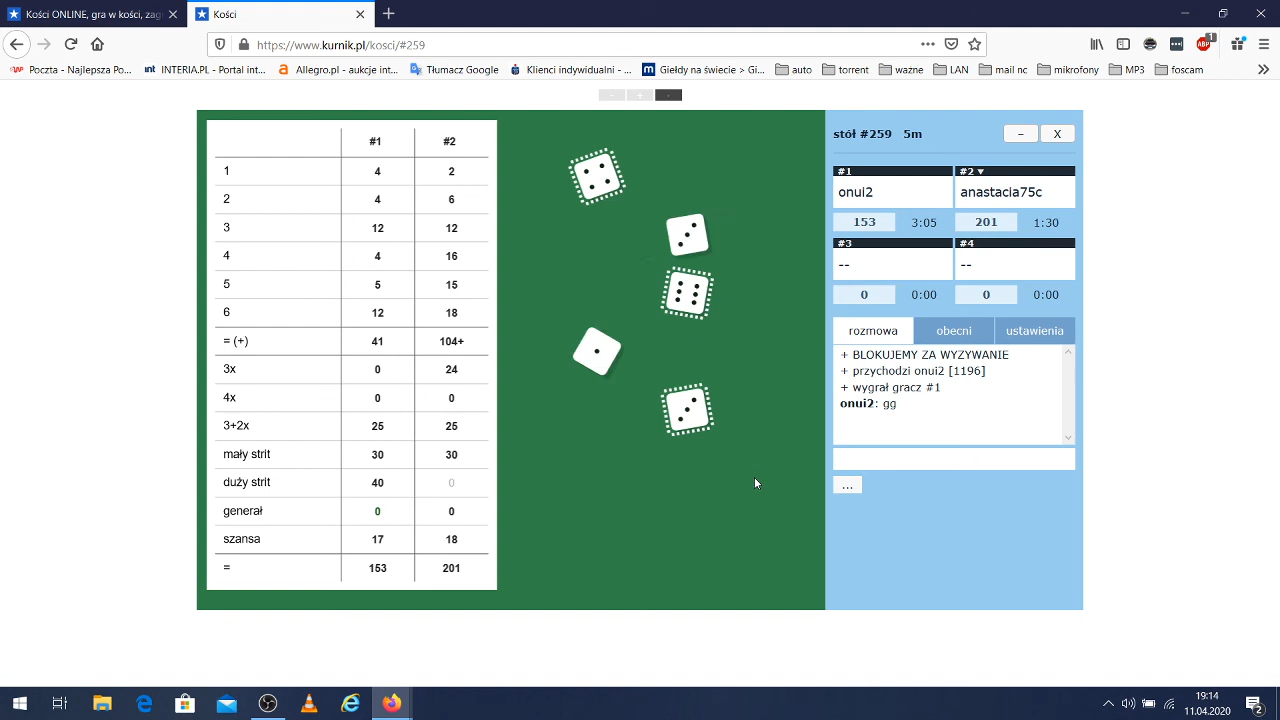 Kości ONLINE, gra w kości, zagr
Kości
https://www.kurnik.pl/kosci/#259
1
ABP
Poczta - Najlepsza Po...
INTERIA.PL - Portal int...
Allegro.pl - aukcje int...
Tłumacz Google
Klienci indywidualni - ...
Giełdy na świecie > Gi...
auto
torrent
ważne
LAN
mail nc
mikrofony
MP3
foscam
- + ·
#1 #2
1 4 2
2 4 6
3 12 12
4 4 16
5 5 15
6 12 18
= (+) 41 104+
3x 0 24
4x 0 0
3+2x 25 25
mały strit 30 30
duży strit 40 0
generał 0 0
szansa 17 18
= 153 201
stół #259 5m
– X
#1 #2
onui2 anastacia75c
153 3:05 201 1:30
#3 #4
-- --
0 0:00 0 0:00
rozmowa obecni ustawienia
+ BLOKUJEMY ZA WYZYWANIE
+ przychodzi onui2 [1196]
+ wygrał gracz #1
onui2: gg
...
19:14
11.04.2020
2